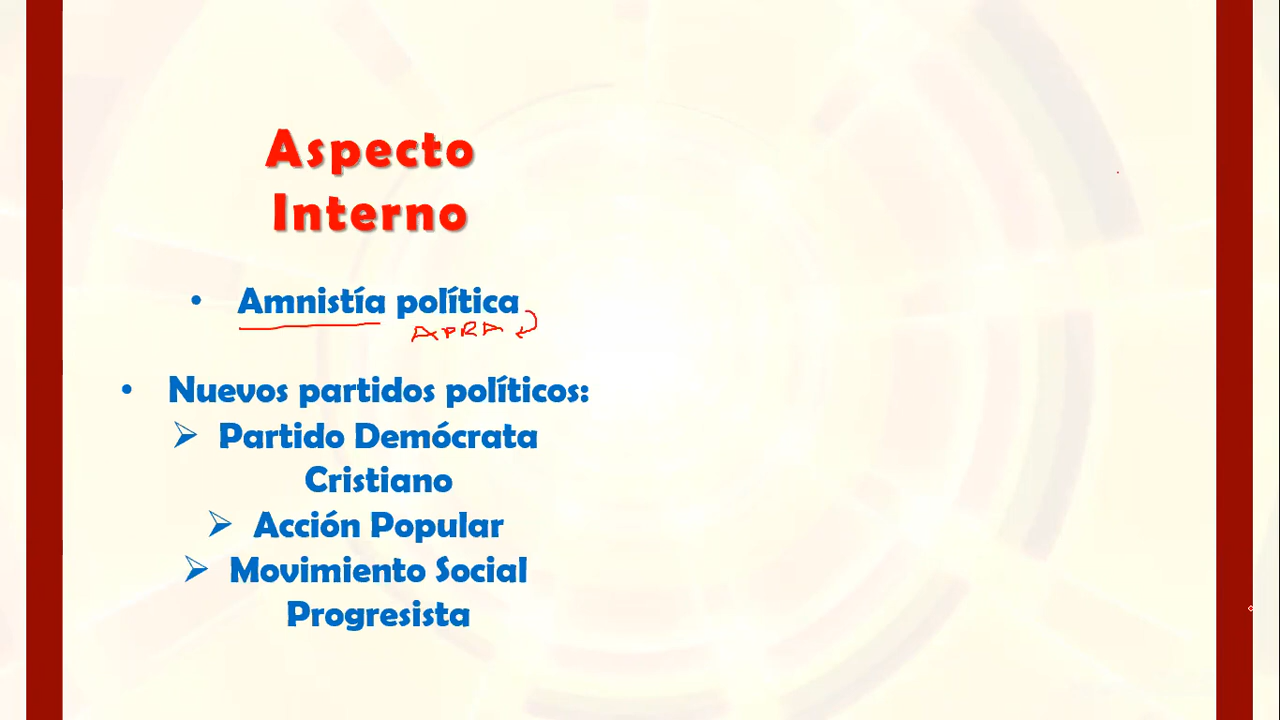 Aspecto
Interno
• Amnistía política
APRA
• Nuevos partidos políticos:
➢ Partido Demócrata
Cristiano
➢ Acción Popular
➢ Movimiento Social
Progresista